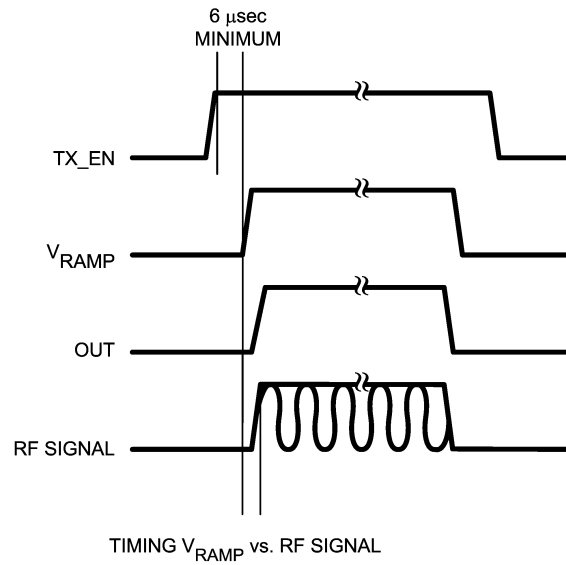 6 μsec
MINIMUM
TX_EN
VRAMP
OUT
RF SIGNAL
TIMING VRAMP vs. RF SIGNAL